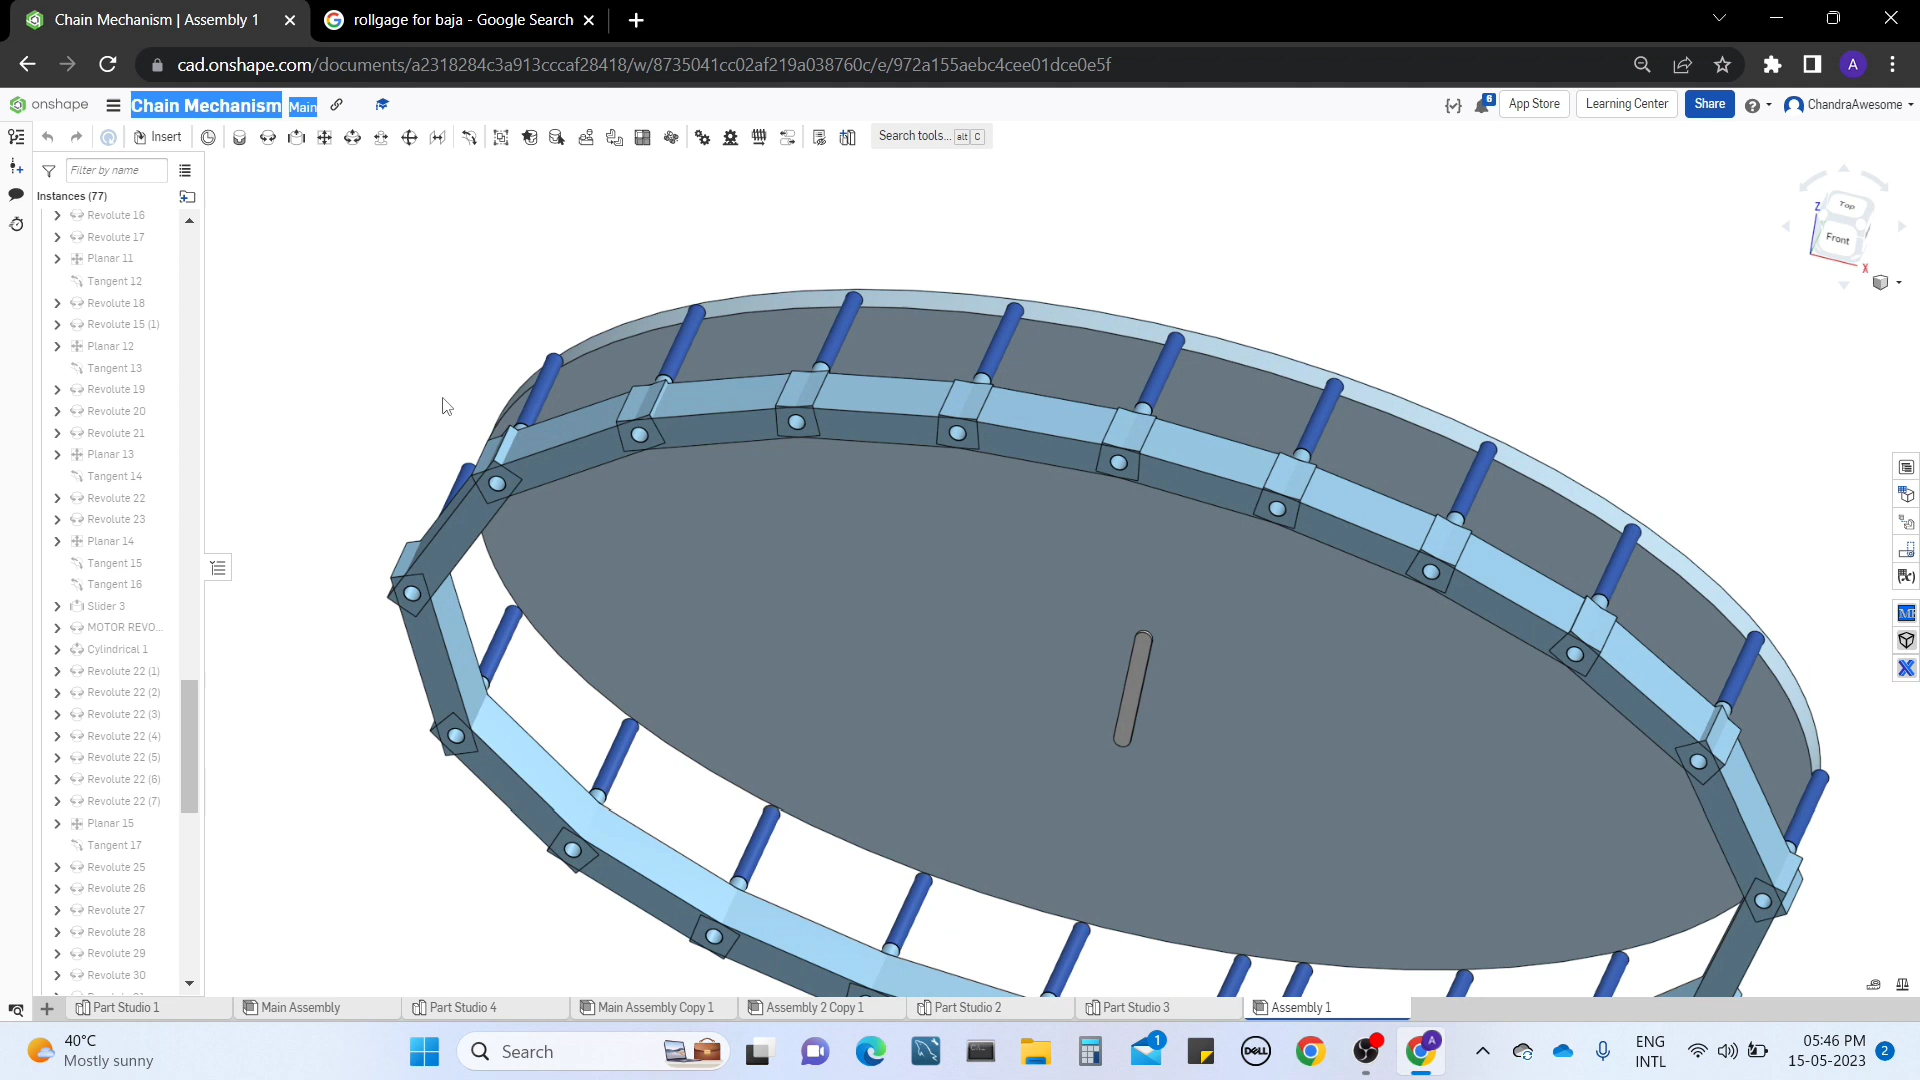 Chain Mechanism | Assembly 1
rollgage for baja - Google Search
cad.onshape.com/documents/a2318284c3a913cccaf28418/w/8735041cc02af219a038760c/e/972a155aebc4cee01dce0e5f
A
onshape
Chain Mechanism Main
6
App Store
Learning Center
Share
ChandraAwesome
Insert
Search tools... alt C
Filter by name
Instances (77)
Revolute 16
Revolute 17
Planar 11
Tangent 12
Revolute 18
Revolute 15 (1)
Planar 12
Tangent 13
Revolute 19
Revolute 20
Revolute 21
Planar 13
Tangent 14
Revolute 22
Revolute 23
Planar 14
Tangent 15
Tangent 16
Slider 3
MOTOR REVO...
Cylindrical 1
Revolute 22 (1)
Revolute 22 (2)
Revolute 22 (3)
Revolute 22 (4)
Revolute 22 (5)
Revolute 22 (6)
Revolute 22 (7)
Planar 15
Tangent 17
Revolute 25
Revolute 26
Revolute 27
Revolute 28
Revolute 29
Revolute 30
Z
Top
Front
X
Part Studio 1
Main Assembly
Part Studio 4
Main Assembly Copy 1
Assembly 2 Copy 1
Part Studio 2
Part Studio 3
Assembly 1
40°C
Mostly sunny
Search
1
DELL
A
ENG
INTL
05:46 PM
15-05-2023
2